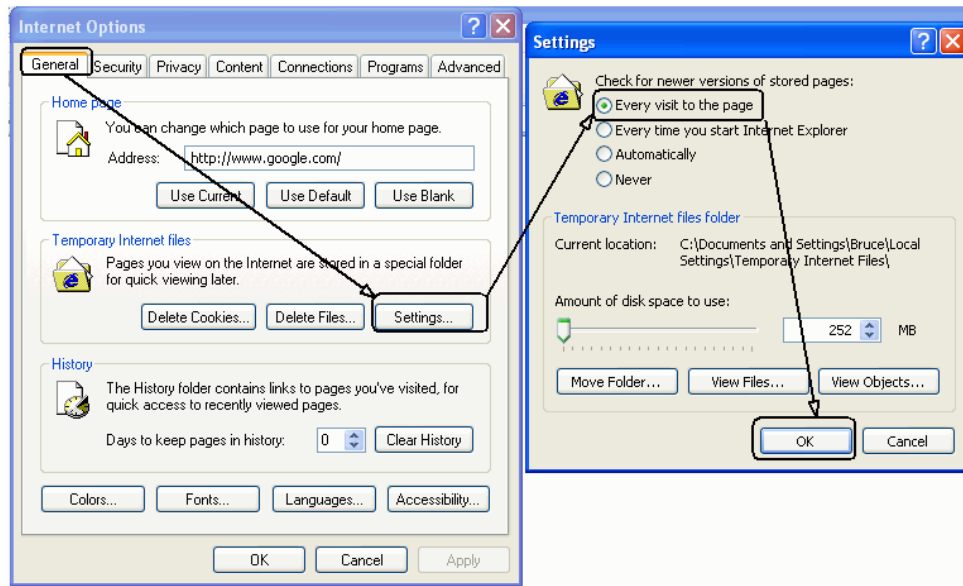 Internet Options
General Security Privacy Content Connections Programs Advanced
Home page
You can change which page to use for your home page.
Address: http://www.google.com/
Use Current Use Default Use Blank
Temporary Internet files
Pages you view on the Internet are stored in a special folder
for quick viewing later.
Delete Cookies... Delete Files... Settings...
History
The History folder contains links to pages you've visited, for
quick access to recently viewed pages.
Days to keep pages in history: 0 Clear History
Colors... Fonts... Languages... Accessibility...
OK Cancel Apply
Settings
Check for newer versions of stored pages:
Every visit to the page
Every time you start Internet Explorer
Automatically
Never
Temporary Internet files folder
Current location: C:\Documents and Settings\Bruce\Local
Settings\Temporary Internet Files\
Amount of disk space to use:
252 MB
Move Folder... View Files... View Objects...
OK Cancel